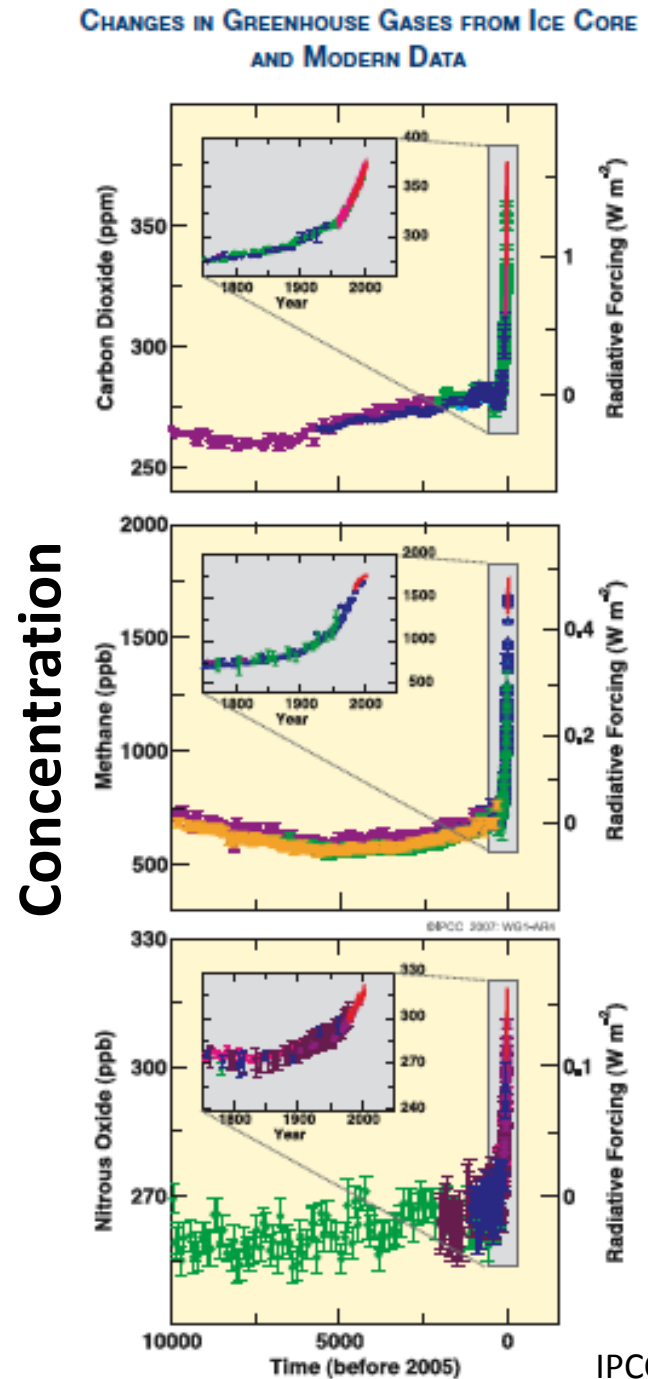 CHANGES IN GREENHOUSE GASES FROM ICE CORE
AND MODERN DATA
Concentration
Carbon Dioxide (ppm)
350
300
250
400
350
300
1800 1900 2000
Year
1
0
Radiative Forcing (W m-2)
Methane (ppb)
2000
1500
1000
500
2000
1500
1000
500
1800 1900 2000
Year
0.4
0.2
0
Radiative Forcing (W m-2)
©IPCC 2007: WG1-AR4
Nitrous Oxide (ppb)
330
300
270
330
300
270
240
1800 1900 2000
Year
0.1
0
Radiative Forcing (W m-2)
10000 5000 0
Time (before 2005)